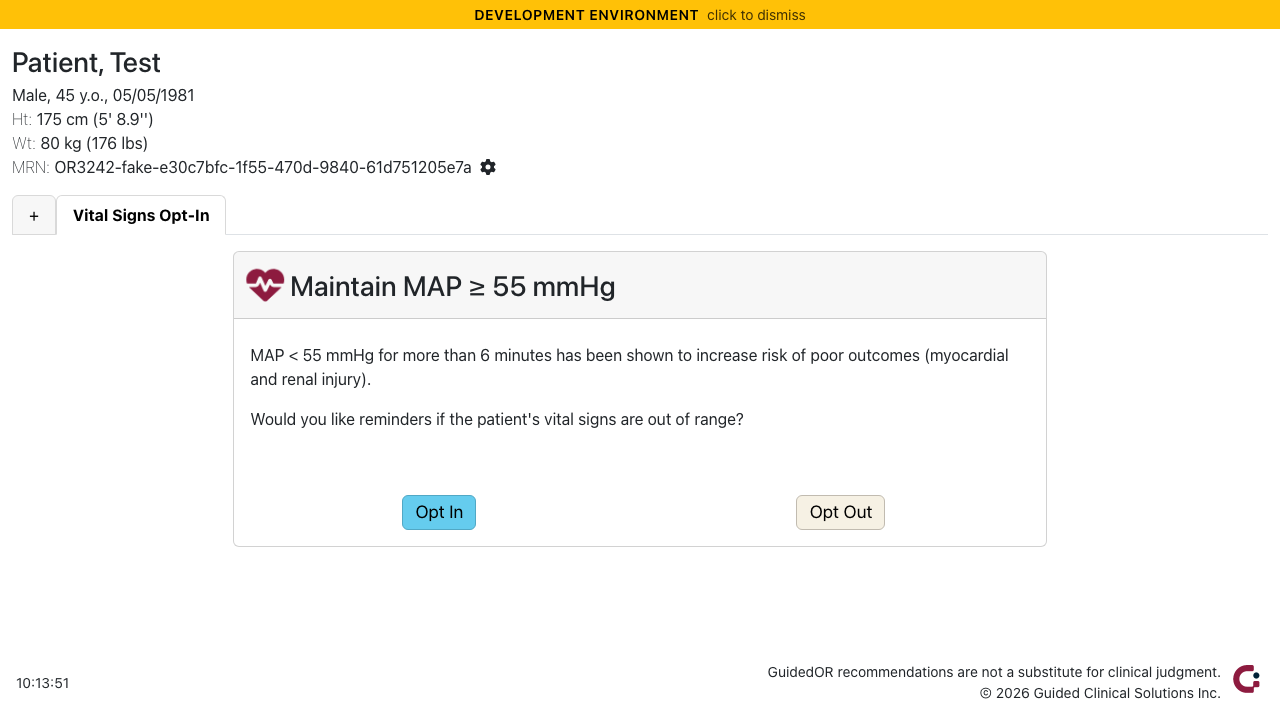 DEVELOPMENT ENVIRONMENT click to dismiss
Patient, Test
Male, 45 y.o., 05/05/1981
Ht: 175 cm (5' 8.9'')
Wt: 80 kg (176 lbs)
MRN: OR3242-fake-e30c7bfc-1f55-470d-9840-61d751205e7a
+ Vital Signs Opt-In
Maintain MAP ≥ 55 mmHg
MAP < 55 mmHg for more than 6 minutes has been shown to increase risk of poor outcomes (myocardial
and renal injury).
Would you like reminders if the patient's vital signs are out of range?
Opt In Opt Out
10:13:51
GuidedOR recommendations are not a substitute for clinical judgment.
© 2026 Guided Clinical Solutions Inc.